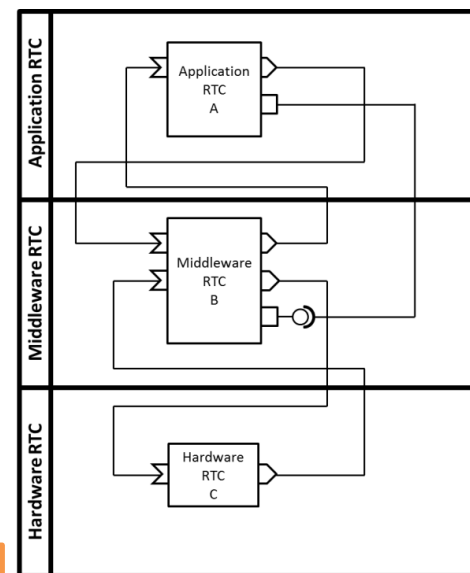 Application RTC
Application
RTC
A
Middleware RTC
Middleware
RTC
B
Hardware RTC
Hardware
RTC
C